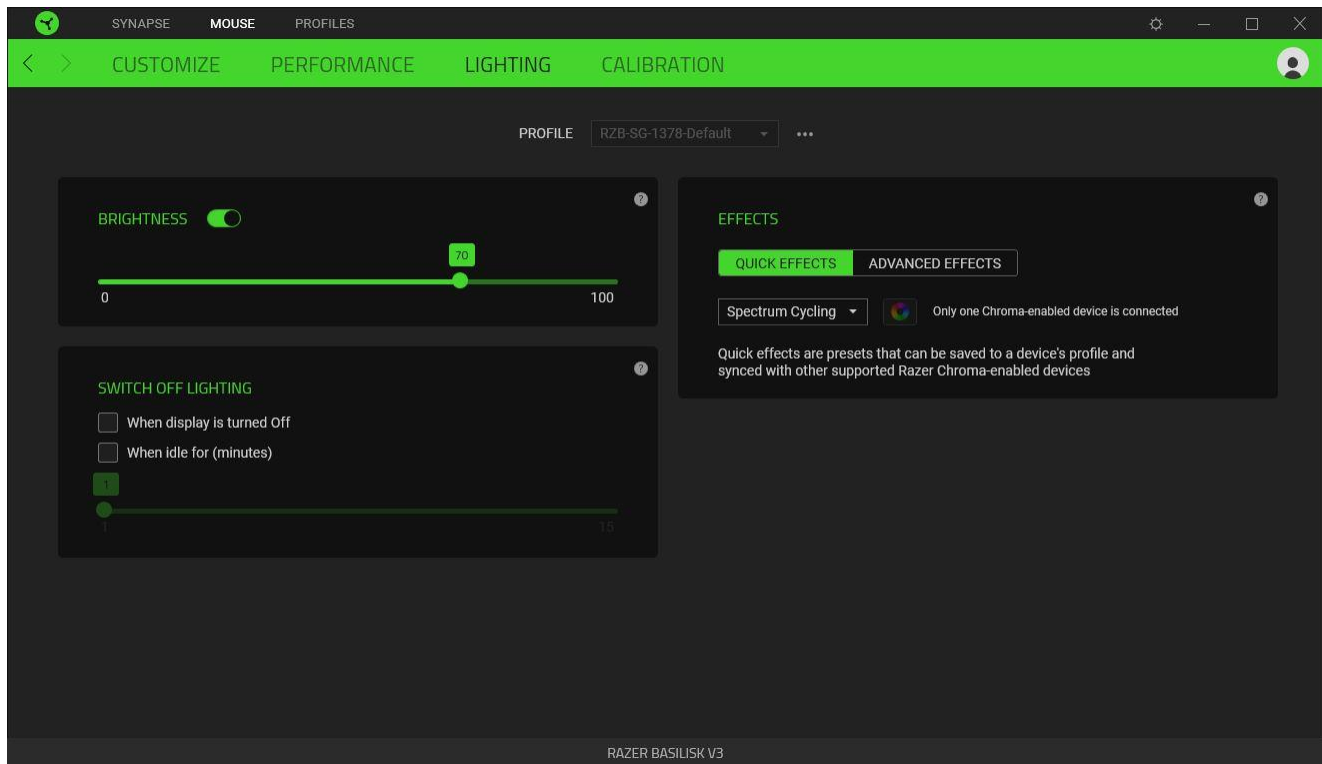 SYNAPSE MOUSE PROFILES
CUSTOMIZE PERFORMANCE LIGHTING CALIBRATION
PROFILE RZB-SG-1378-Default
BRIGHTNESS
70
0 100
SWITCH OFF LIGHTING
When display is turned Off
When idle for (minutes)
1
1 15
EFFECTS
QUICK EFFECTS ADVANCED EFFECTS
Spectrum Cycling Only one Chroma-enabled device is connected
Quick effects are presets that can be saved to a device's profile and
synced with other supported Razer Chroma-enabled devices
RAZER BASILISK V3